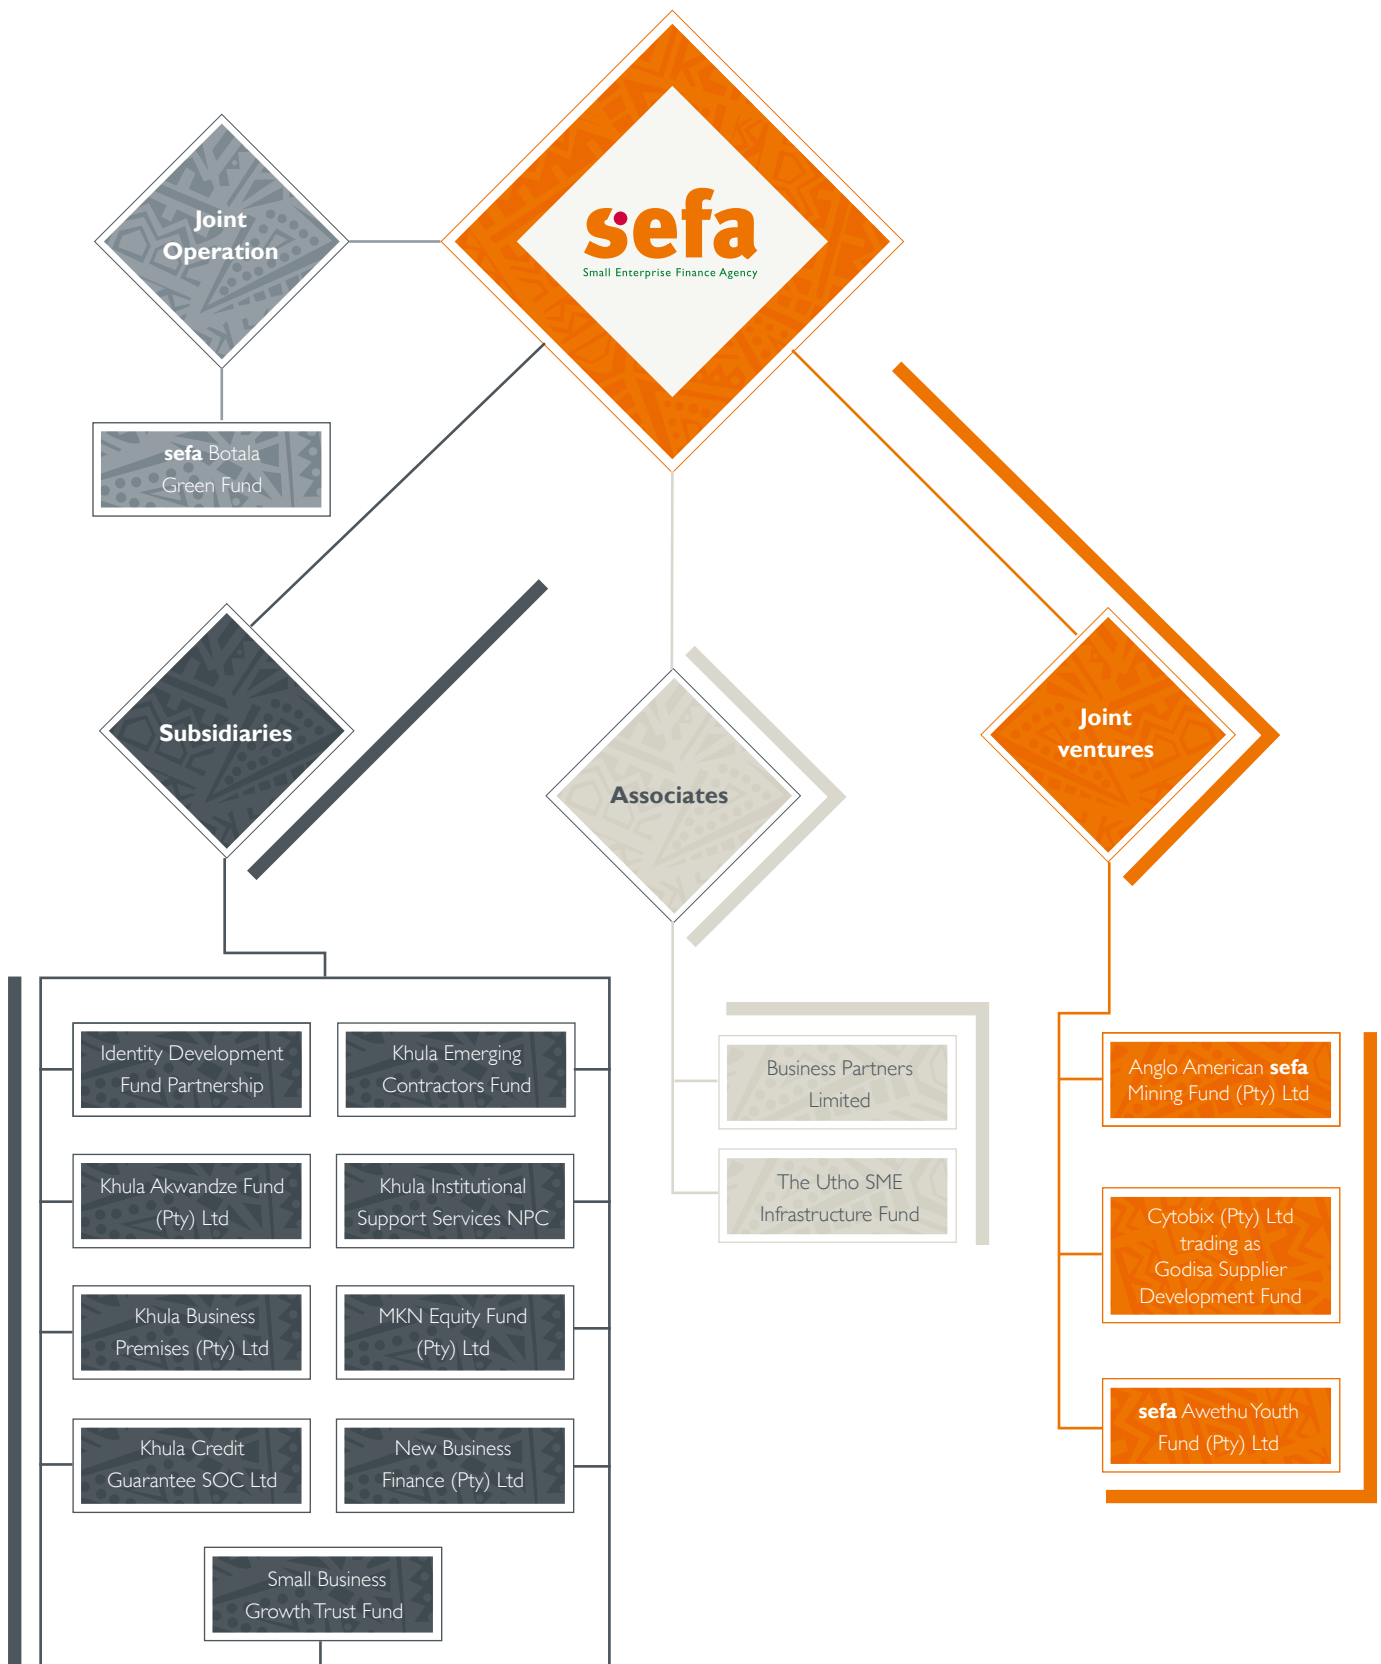 sefa
Small Enterprise Finance Agency
Joint
Operation
sefa Botala
Green Fund
Subsidiaries
Associates
Joint
ventures
Identity Development
Fund Partnership
Khula Emerging
Contractors Fund
Khula Akwandze Fund
(Pty) Ltd
Khula Institutional
Support Services NPC
Khula Business
Premises (Pty) Ltd
MKN Equity Fund
(Pty) Ltd
Khula Credit
Guarantee SOC Ltd
New Business
Finance (Pty) Ltd
Small Business
Growth Trust Fund
Business Partners
Limited
The Utho SME
Infrastructure Fund
Anglo American sefa
Mining Fund (Pty) Ltd
Cytobix (Pty) Ltd
trading as
Godisa Supplier
Development Fund
sefa Awethu Youth
Fund (Pty) Ltd